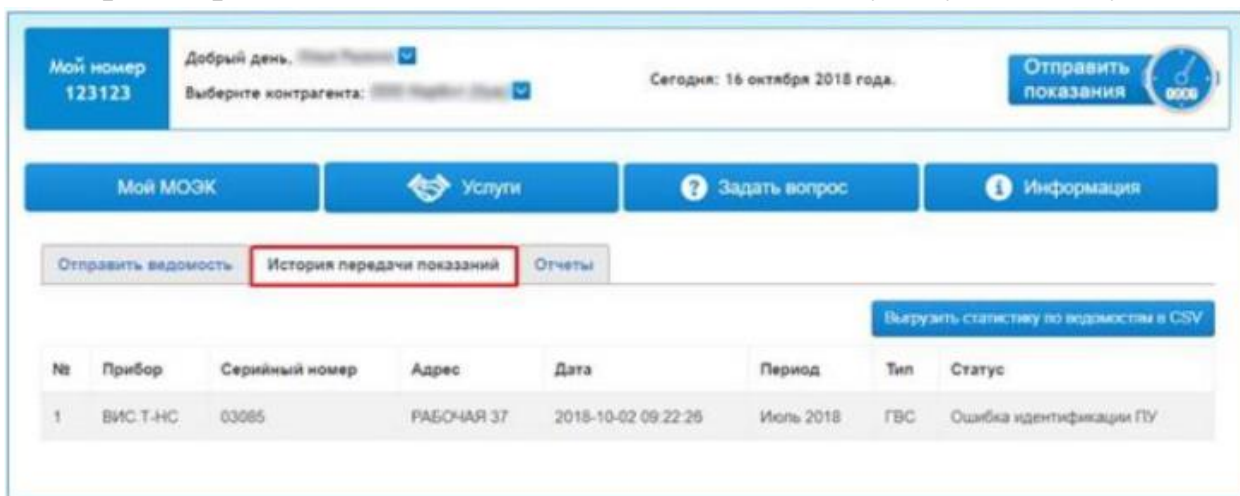 Мой номер
123123
Добрый день,
Выберите контрагента:
Сегодня: 16 октября 2018 года.
Отправить
показания
Мой МОЭК
Услуги
? Задать вопрос
i Информация
Отправить ведомость
История передачи показаний
Отчеты
Выгрузить статистику по ведомостям в CSV
№ Прибор Серийный номер Адрес Дата Период Тип Статус
1 ВИС.Т-НС 03085 РАБОЧАЯ 37 2018-10-02 09:22:26 Июль 2018 ГВС Ошибка идентификации ПУ